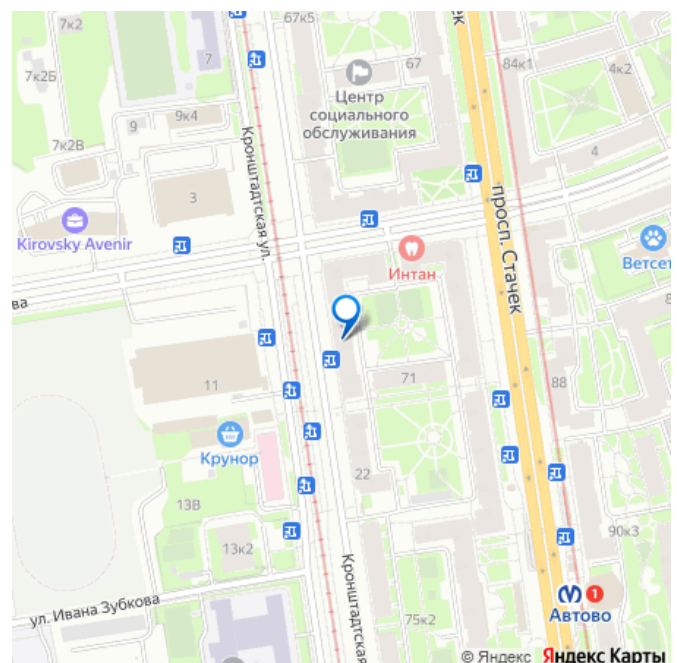 67к5
7к2
7
67
84к1
4к2
7к2Б
Центр
социального
обслуживания
9к4
9
7к2В
4
3
Кронштадтская ул.
просп. Стачек
Kirovsky Avenir
Интан
Ветсет
ва
ек
8
71
88
11
Крунор
22
13В
90к3
13к2
Кронштадтская
ул. Ивана Зубкова
1
Автово
75к2
© Яндекс Яндекс Карты